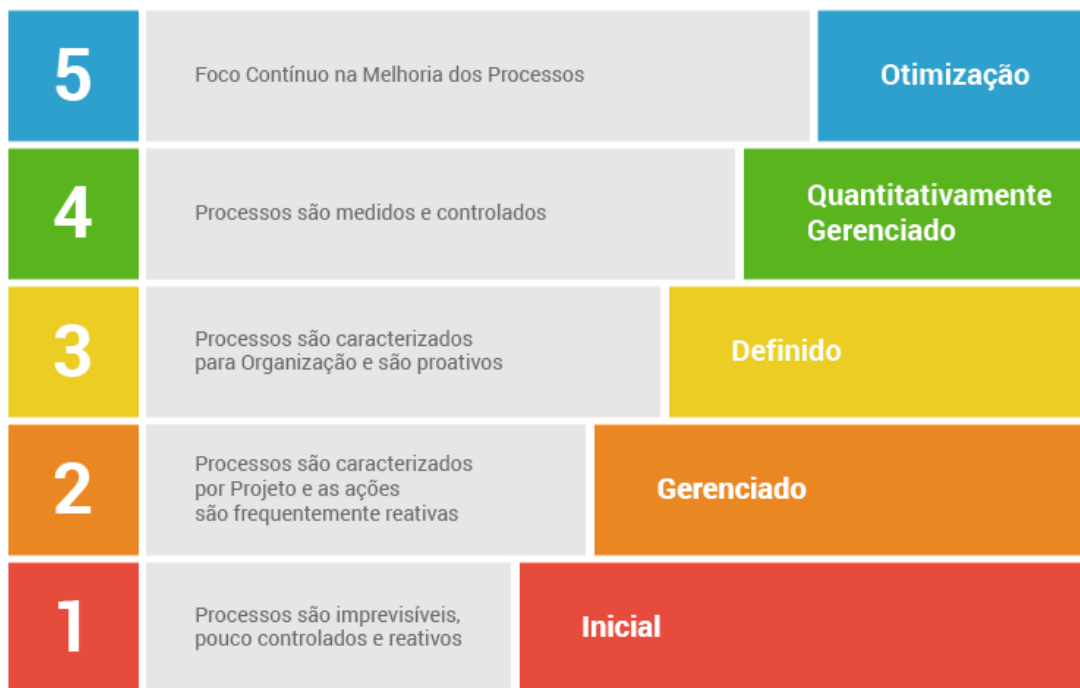 5
Foco Contínuo na Melhoria dos Processos
Otimização
4
Processos são medidos e controlados
Quantitativamente
Gerenciado
3
Processos são caracterizados
para Organização e são proativos
Definido
2
Processos são caracterizados
por Projeto e as ações
são frequentemente reativas
Gerenciado
1
Processos são imprevisíveis,
pouco controlados e reativos
Inicial